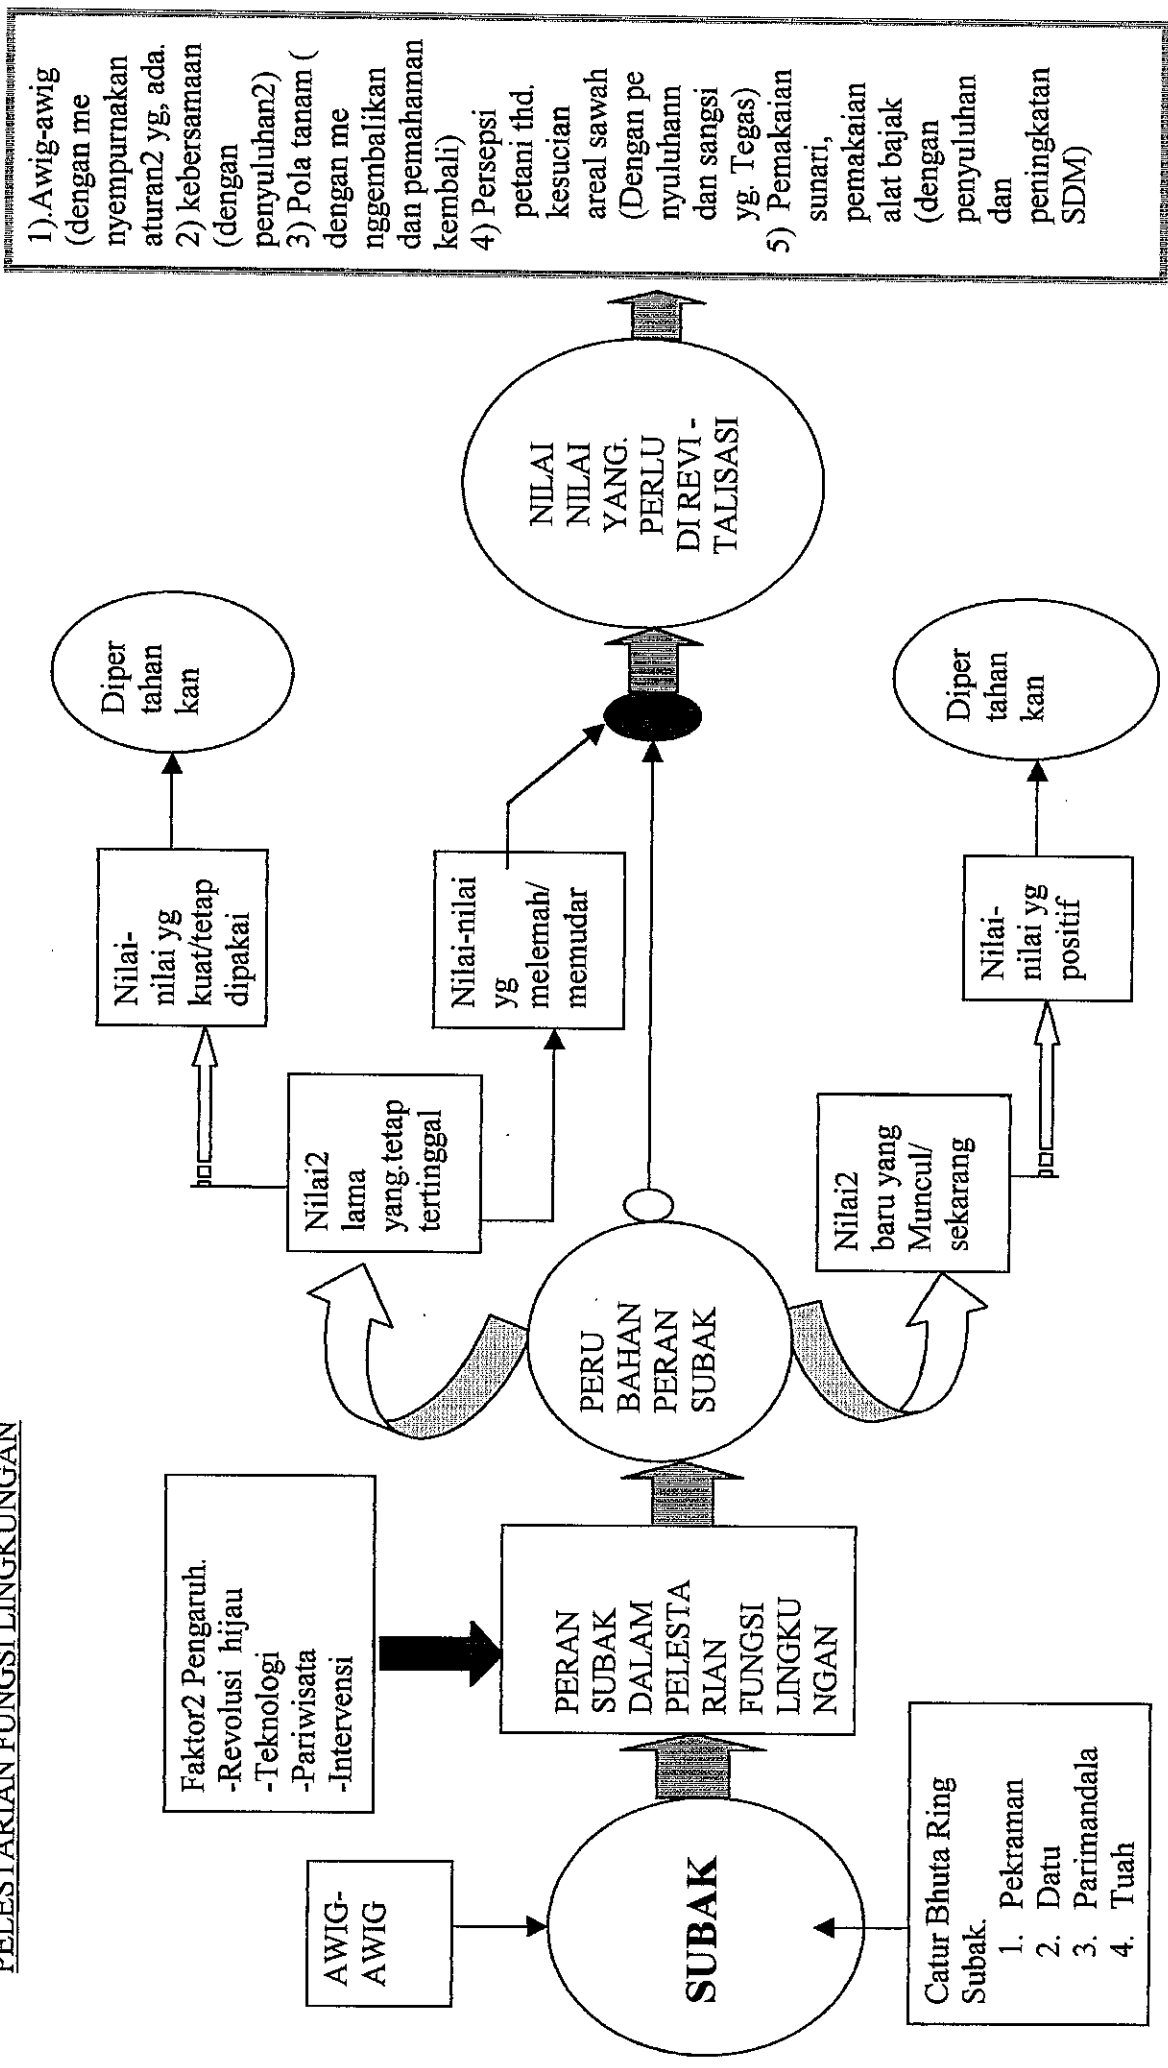 PELESTARIAN FUNGSI LINGKUNGAN
AWIG-
AWIG
SUBAK
Catur Bhuta Ring
Subak.
1. Pekraman
2. Datu
3. Parimandala
4. Tuah
Faktor2 Pengaruh.
-Revolusi hijau
-Teknologi
-Pariwisata
-Intervensi
PERAN
SUBAK
DALAM
PELESTA
RIAN
FUNGSI
LINGKU
NGAN
PERU
BAHAN
PERAN
SUBAK
Nilai2
lama
yang.tetap
tertinggal
Nilai2
baru yang
Muncul/
sekarang
Nilai-
nilai yg
kuat/tetap
dipakai
Nilai-nilai
yg
melemah/
memudar
Nilai-
nilai yg
positif
Diper
tahan
kan
Diper
tahan
kan
NILAI
NILAI
YANG.
PERLU
DI REVI -
TALISASI
1).Awig-awig
(dengan me
nyempurnakan
aturan2 yg, ada.
2) kebersamaan
(dengan
penyuluhan2)
3) Pola tanam (
dengan me
nggembalikan
dan pemahaman
kembali)
4) Persepsi
petani thd.
kesucian
areal sawah
(Dengan pe
nyuluhann
dan sangsi
yg. Tegas)
5) Pemakaian
sunari,
pemakaian
alat bajak
(dengan
penyuluhan
dan
peningkatan
SDM)